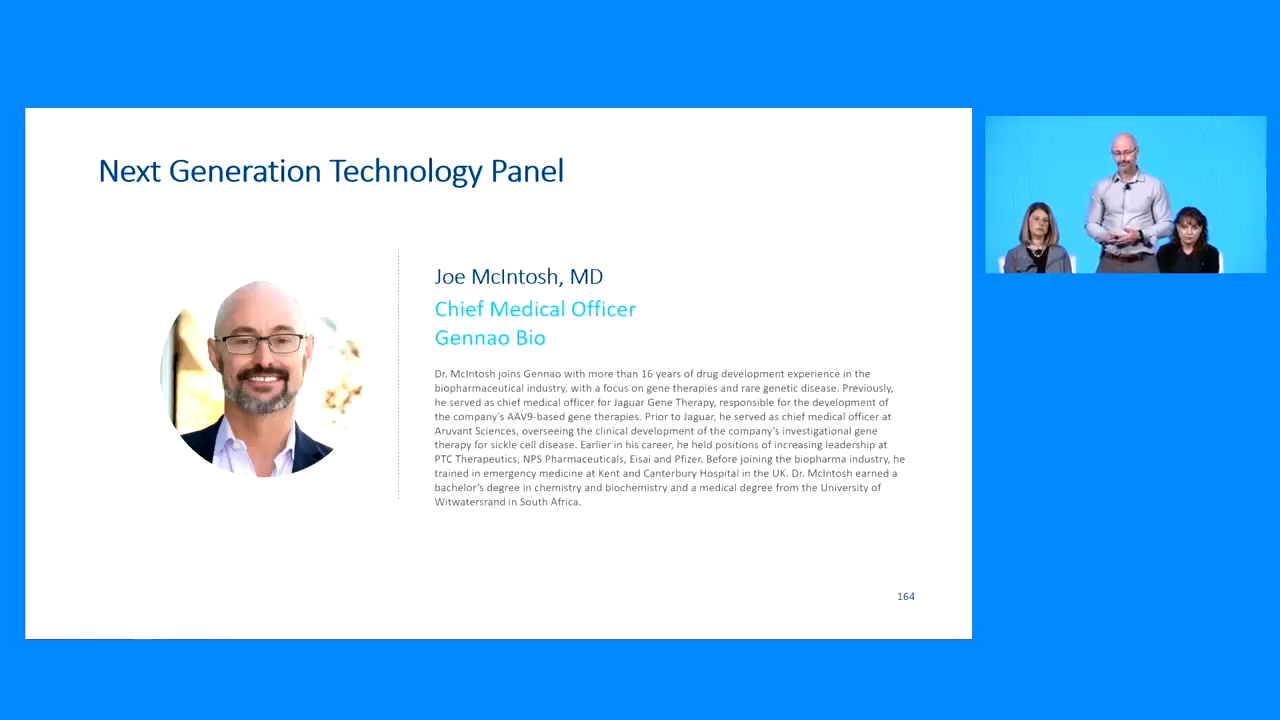 Next Generation Technology Panel
Joe McIntosh, MD
Chief Medical Officer
Gennao Bio
Dr. McIntosh joins Gennao with more than 16 years of drug development experience in the
biopharmaceutical industry, with a focus on gene therapies and rare genetic disease. Previously,
he served as chief medical officer for Jaguar Gene Therapy, responsible for the development of
the company's AAV9-based gene therapies. Prior to Jaguar, he served as chief medical officer at
Aruvant Sciences, overseeing the clinical development of the company's investigational gene
therapy for sickle cell disease. Earlier in his career, he held positions of increasing leadership at
PTC Therapeutics, NPS Pharmaceuticals, Eisai and Pfizer. Before joining the biopharma industry, he
trained in emergency medicine at Kent and Canterbury Hospital in the UK. Dr. McIntosh earned a
bachelor's degree in chemistry and biochemistry and a medical degree from the University of
Witwatersrand in South Africa.
164